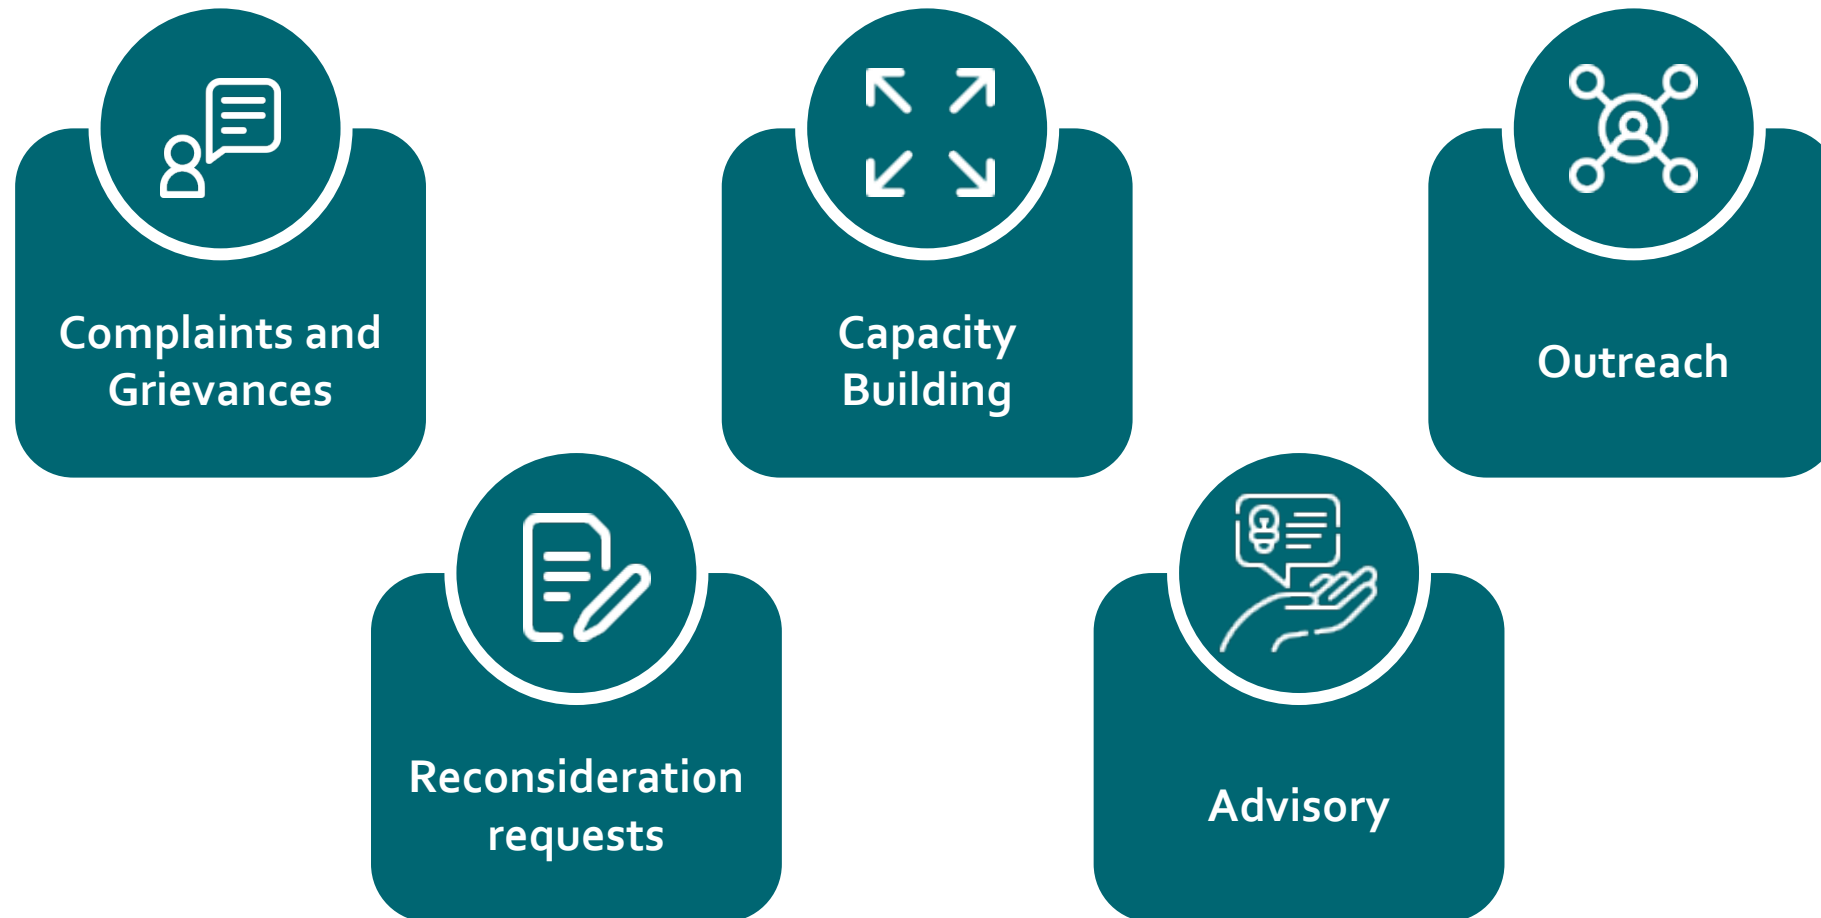 Complaints and
Grievances
Capacity
Building
Outreach
Reconsideration
requests
Advisory